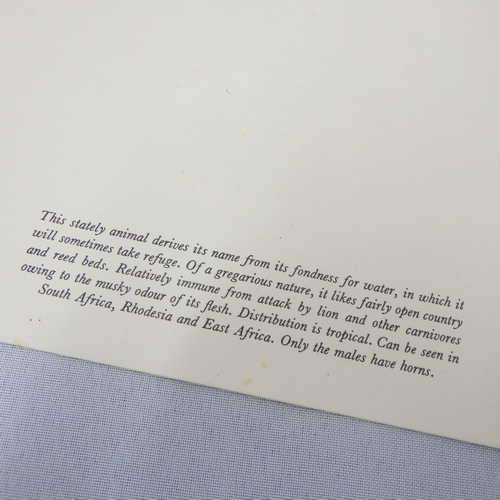 This stately animal derives its name from its fondness for water, in which it
will sometimes take refuge. Of a gregarious nature, it likes fairly open country
and reed beds. Relatively immune from attack by lion and other carnivores
owing to the musky odour of its flesh. Distribution is tropical. Can be seen in
South Africa, Rhodesia and East Africa. Only the males have horns.